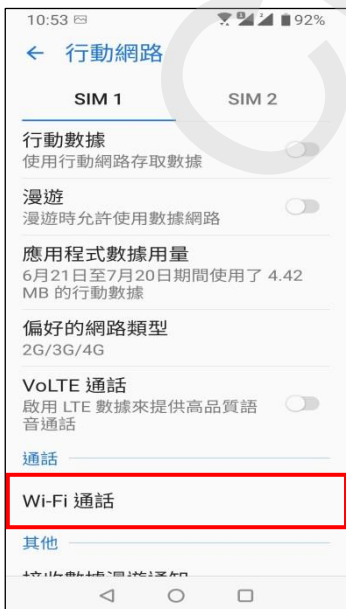 10:53 92%
← 行動網路
SIM 1 SIM 2
行動數據
使用行動網路存取數據
漫遊
漫遊時允許使用數據網路
應用程式數據用量
6月21日至7月20日期間使用了 4.42
MB 的行動數據
偏好的網路類型
2G/3G/4G
VoLTE 通話
啟用 LTE 數據來提供高品質語
音通話
通話
Wi-Fi 通話
其他